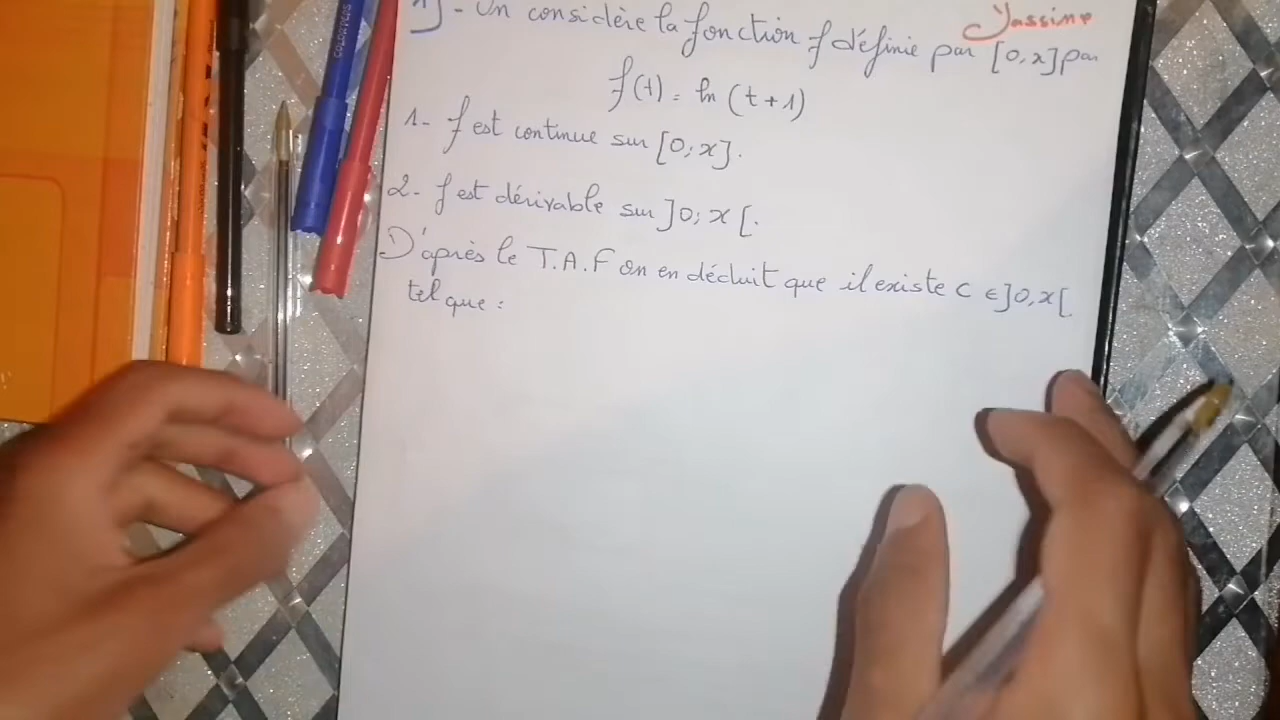 1) - On considère la fonction f définie par [0,x] par
Yassine
f(t) = ln (t+1)
1- f est continue sur [0; x].
2- f est dérivable sur ]0; x [.
D'après le T.A.F on en déduit que il existe c ∈ ]0,x[.
tel que :
COLORPEPS